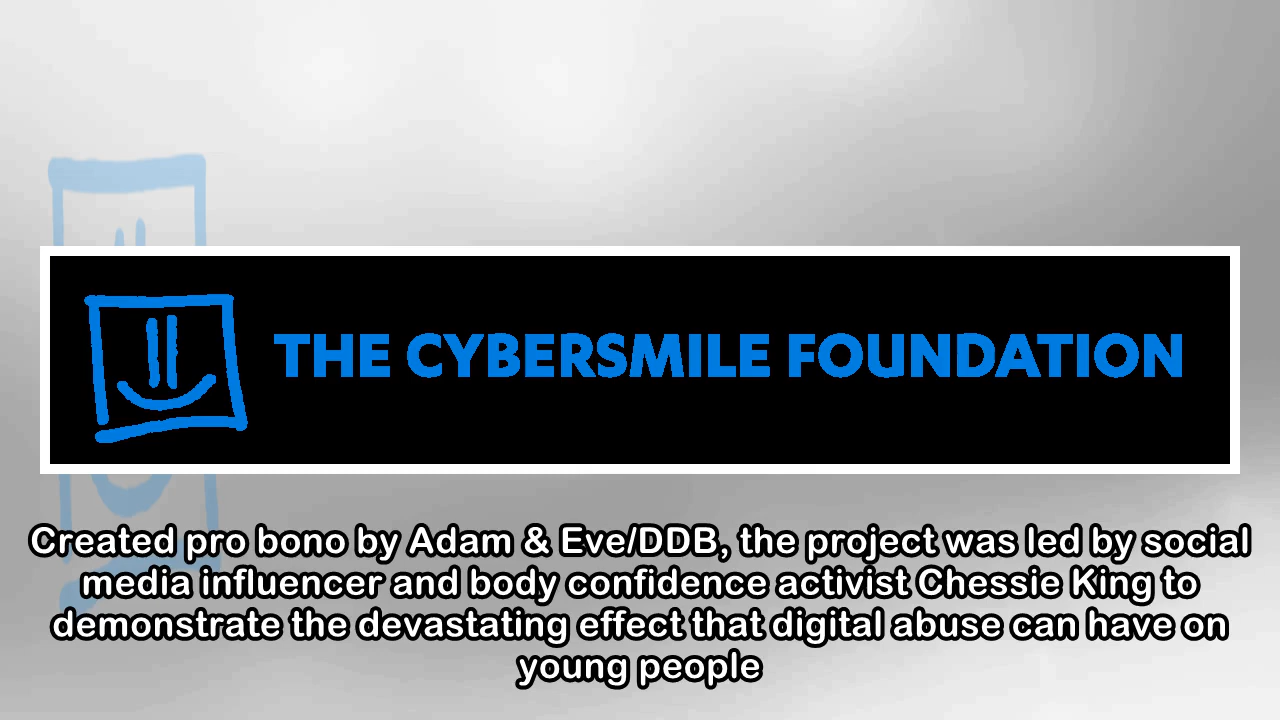 THE CYBERSMILE FOUNDATION
Created pro bono by Adam & Eve/DDB, the project was led by social
media influencer and body confidence activist Chessie King to
demonstrate the devastating effect that digital abuse can have on
young people